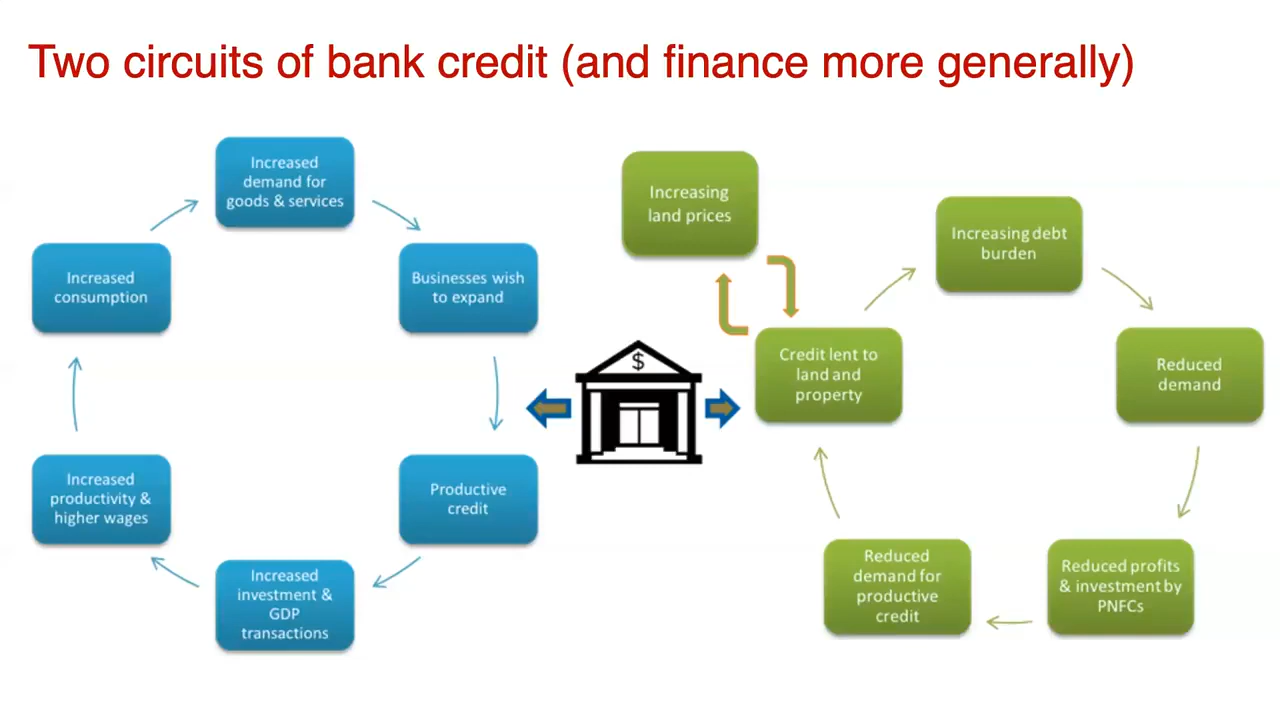 Two circuits of bank credit (and finance more generally)
Increased
demand for
goods & services
Businesses wish
to expand
Productive
credit
Increased
investment &
GDP
transactions
Increased
productivity &
higher wages
Increased
consumption
$
Increasing
land prices
Credit lent to
land and
property
Increasing debt
burden
Reduced
demand
Reduced profits
& investment by
PNFCs
Reduced
demand for
productive
credit